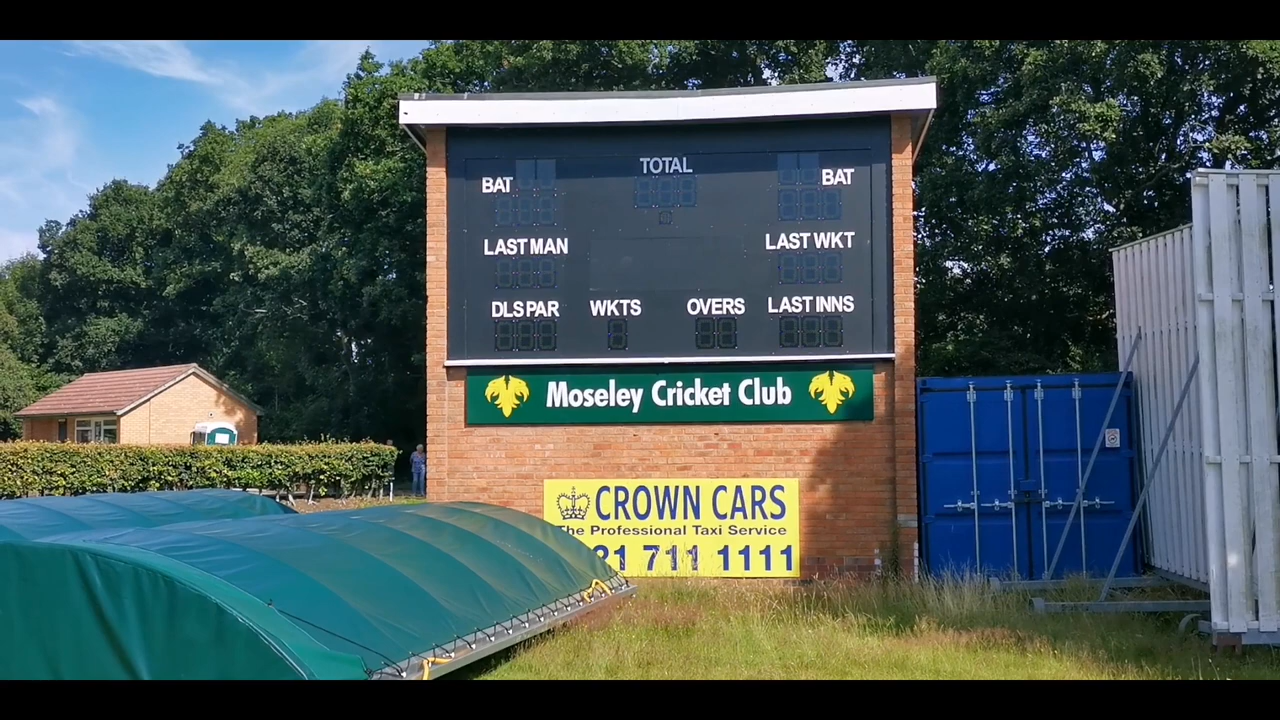 TOTAL
BAT BAT
LAST MAN LAST WKT
DLS PAR WKTS OVERS LAST INNS
Moseley Cricket Club
CROWN CARS
The Professional Taxi Service
21 711 1111